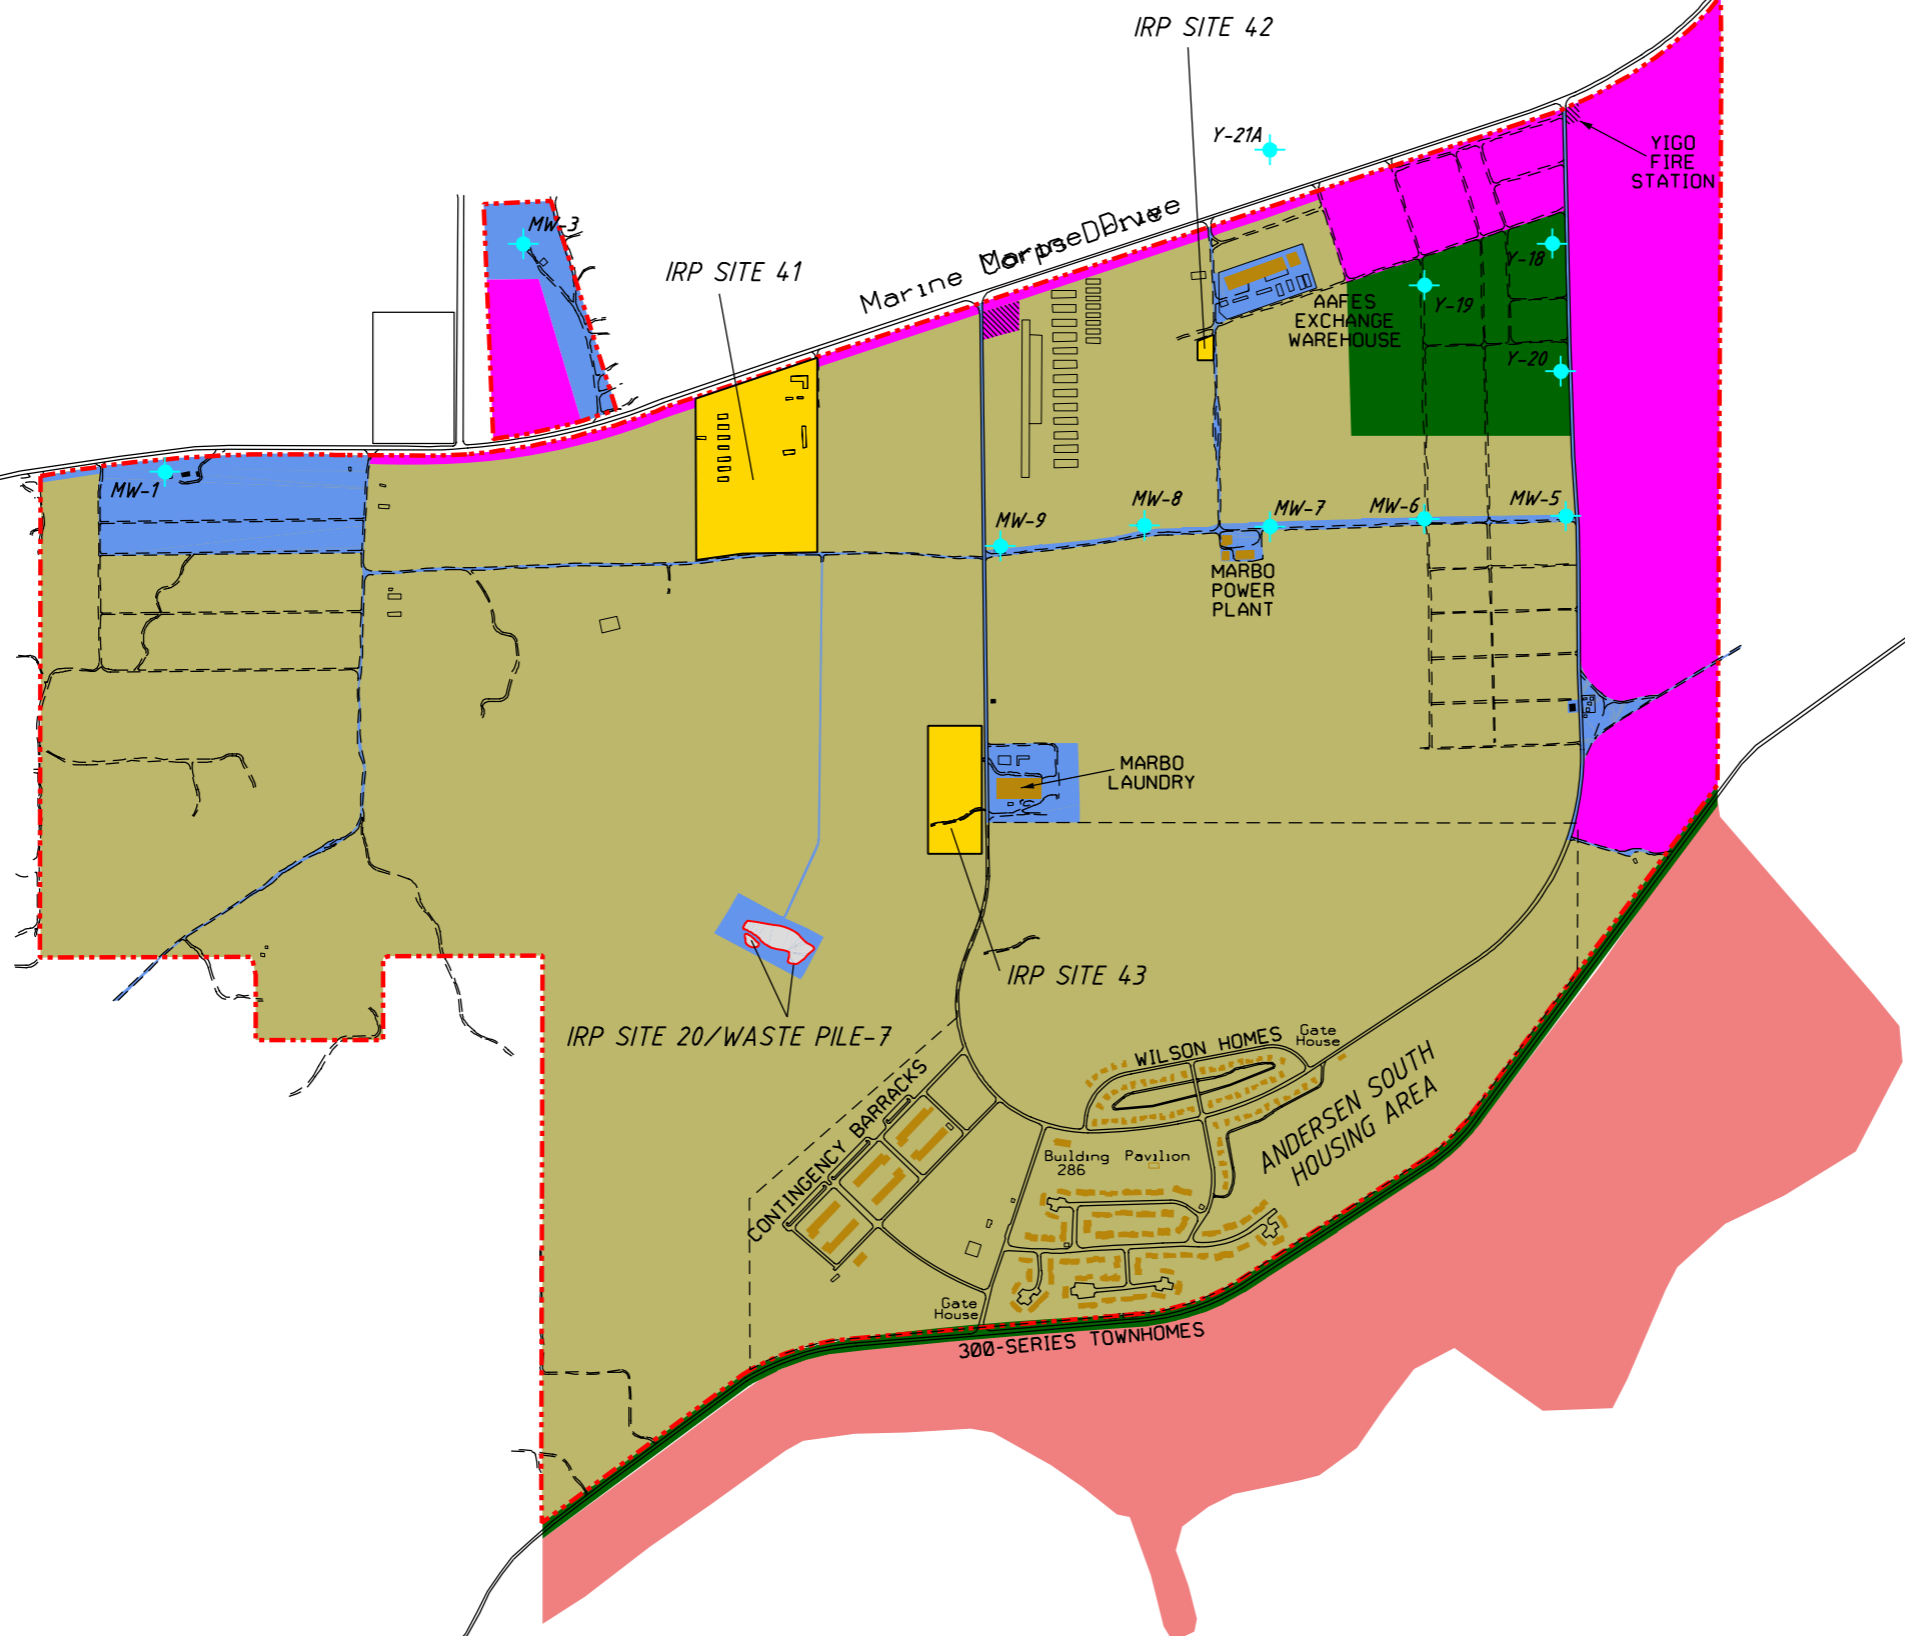 IRP SITE 42
Y-21A
YIGO
FIRE
STATION
MW-3
Marine Drive
Marine Corps Drive
IRP SITE 41
Y-18
Y-19
AAFES
EXCHANGE
WAREHOUSE
Y-20
MW-1
MW-9
MW-8
MW-7
MW-6
MW-5
MARBO
POWER
PLANT
MARBO
LAUNDRY
IRP SITE 43
IRP SITE 20/WASTE PILE-7
WILSON HOMES
Gate
House
CONTINGENCY BARRACKS
ANDERSEN SOUTH
HOUSING AREA
Building
286
Pavilion
Gate
House
300-SERIES TOWNHOMES